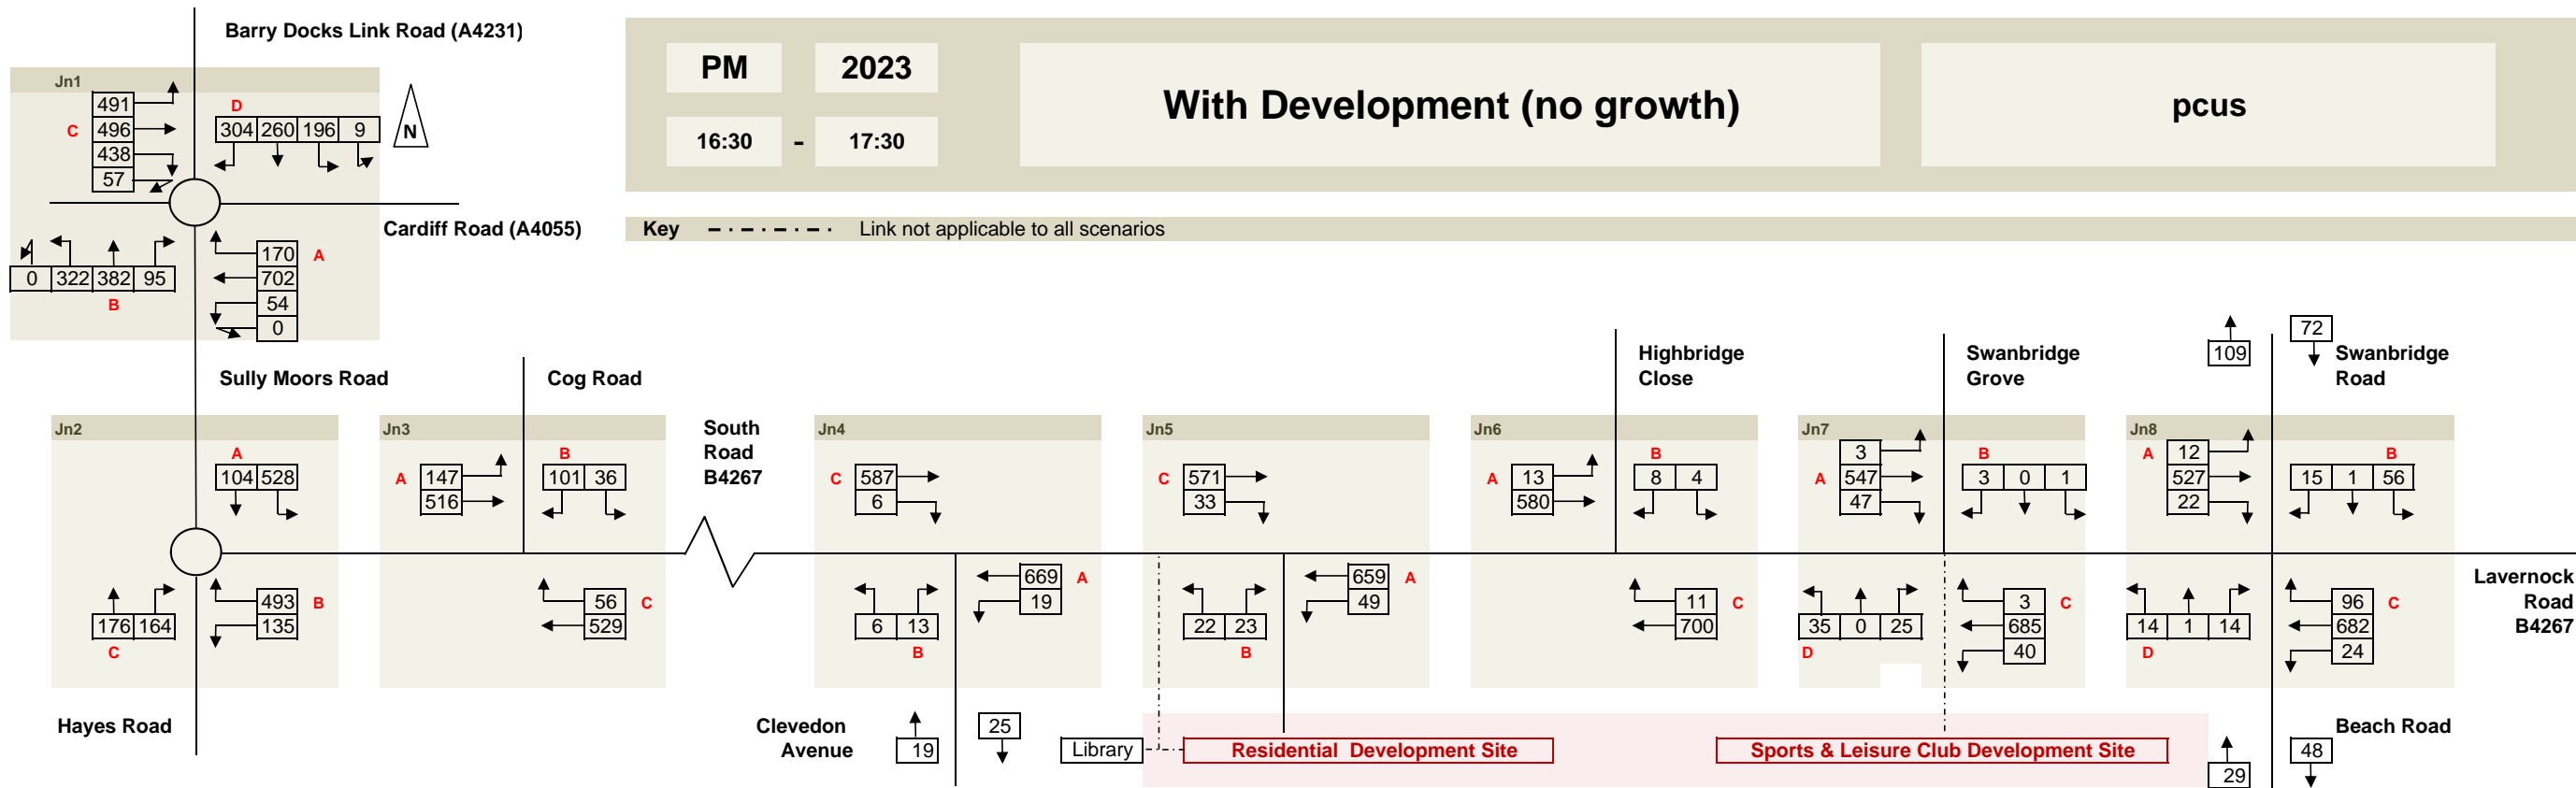 Barry Docks Link Road (A4231)
PM
2023
With Development (no growth)
pcus
16:30
-
17:30
Jn1
491
C
496
438
57
D
304 260 196 9
N
Cardiff Road (A4055)
Key
Link not applicable to all scenarios
0 322 382 95
B
170
A
702
54
0
Sully Moors Road
Cog Road
Highbridge
Close
Swanbridge
Grove
109
72
Swanbridge
Road
Jn2
A
104 528
176 164
C
493
B
135
Hayes Road
Jn3
A
147
516
B
101 36
56
C
529
South
Road
B4267
Jn4
C
587
6
669
A
19
6 13
B
Clevedon
Avenue
19
25
Jn5
C
571
33
659
A
49
22 23
B
Library
Residential Development Site
Jn6
A
13
580
B
8 4
11
C
700
Jn7
3
A
547
47
B
3 0 1
35 0 25
D
3
C
685
40
Sports & Leisure Club Development Site
Jn8
A
12
527
22
B
15 1 56
14 1 14
D
96
C
682
24
Lavernock
Road
B4267
Beach Road
29
48